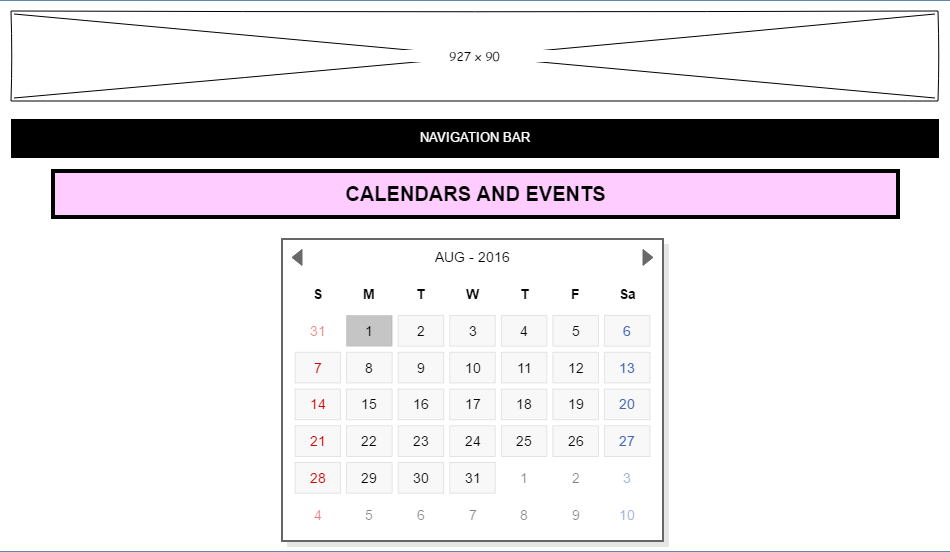 927 x 90
NAVIGATION BAR
CALENDARS AND EVENTS
AUG - 2016
S M T W T F Sa
31 1 2 3 4 5 6
7 8 9 10 11 12 13
14 15 16 17 18 19 20
21 22 23 24 25 26 27
28 29 30 31 1 2 3
4 5 6 7 8 9 10